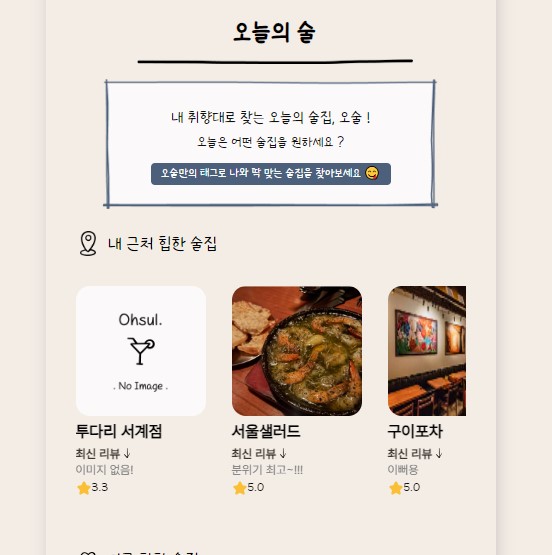 오늘의 술
내 취향대로 찾는 오늘의 술집, 오술 !
오늘은 어떤 술집을 원하세요 ?
오술만의 태그로 나와 딱 맞는 술집을 찾아보세요 😋
내 근처 힙한 술집
Ohsul.
. No Image .
투다리 서계점
최신 리뷰 ↓
이미지 없음!
3.3
서울샐러드
최신 리뷰 ↓
분위기 최고~!!!
5.0
구이포차
최신 리뷰 ↓
이뻐용
5.0